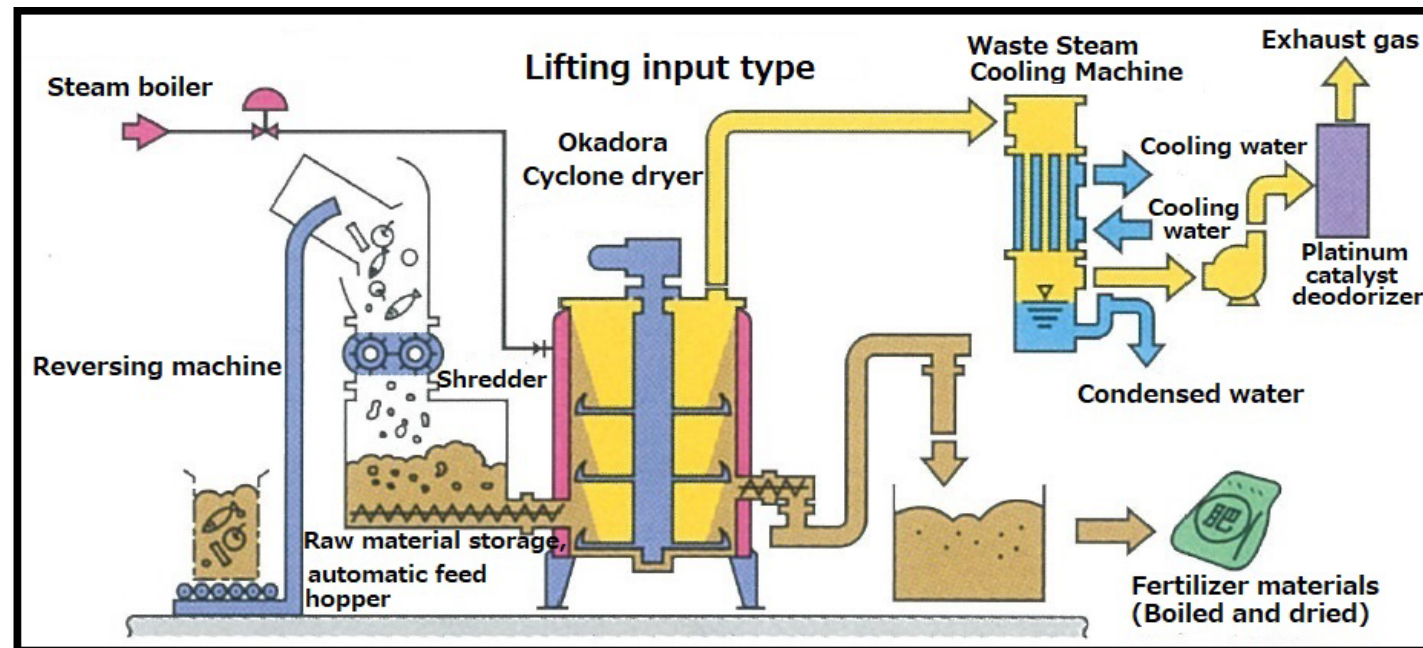 Lifting input type
Steam boiler
Okadora
Cyclone dryer
Waste Steam
Cooling Machine
Exhaust gas
Cooling water
Cooling
water
Platinum
catalyst
deodorizer
Reversing machine
Shredder
Condensed water
Raw material storage,
automatic feed
hopper
肥
Fertilizer materials
(Boiled and dried)